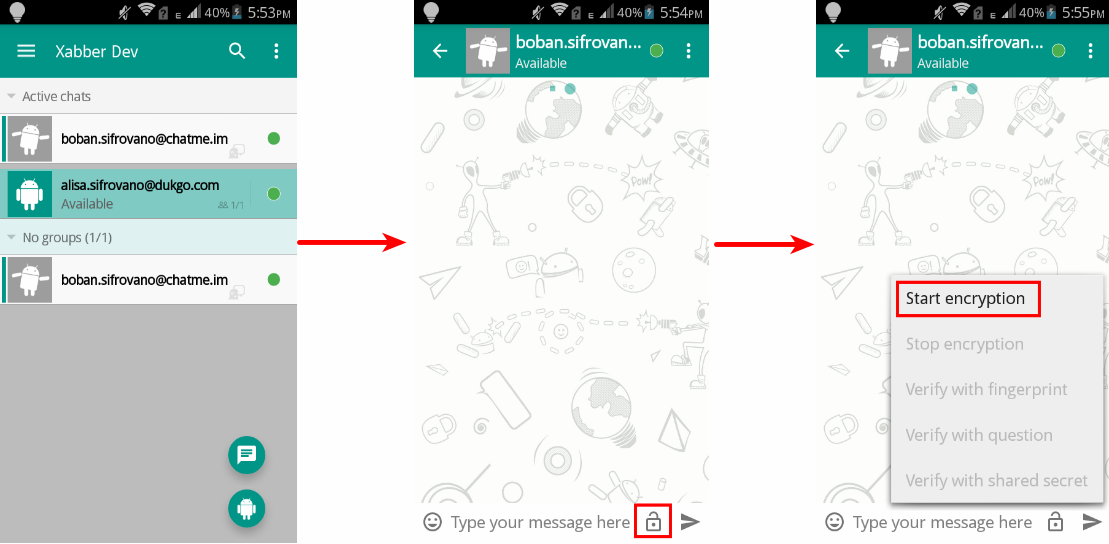 E 40% 5:53PM
Xabber Dev
Active chats
boban.sifrovano@chatme.im
alisa.sifrovano@dukgo.com
Available 1/1
No groups (1/1)
boban.sifrovano@chatme.im
E 40% 5:54PM
boban.sifrovan...
Available
POW!
Type your message here
E 40% 5:55PM
boban.sifrovan...
Available
POW!
Start encryption
Stop encryption
Verify with fingerprint
Verify with question
Verify with shared secret
Type your message here